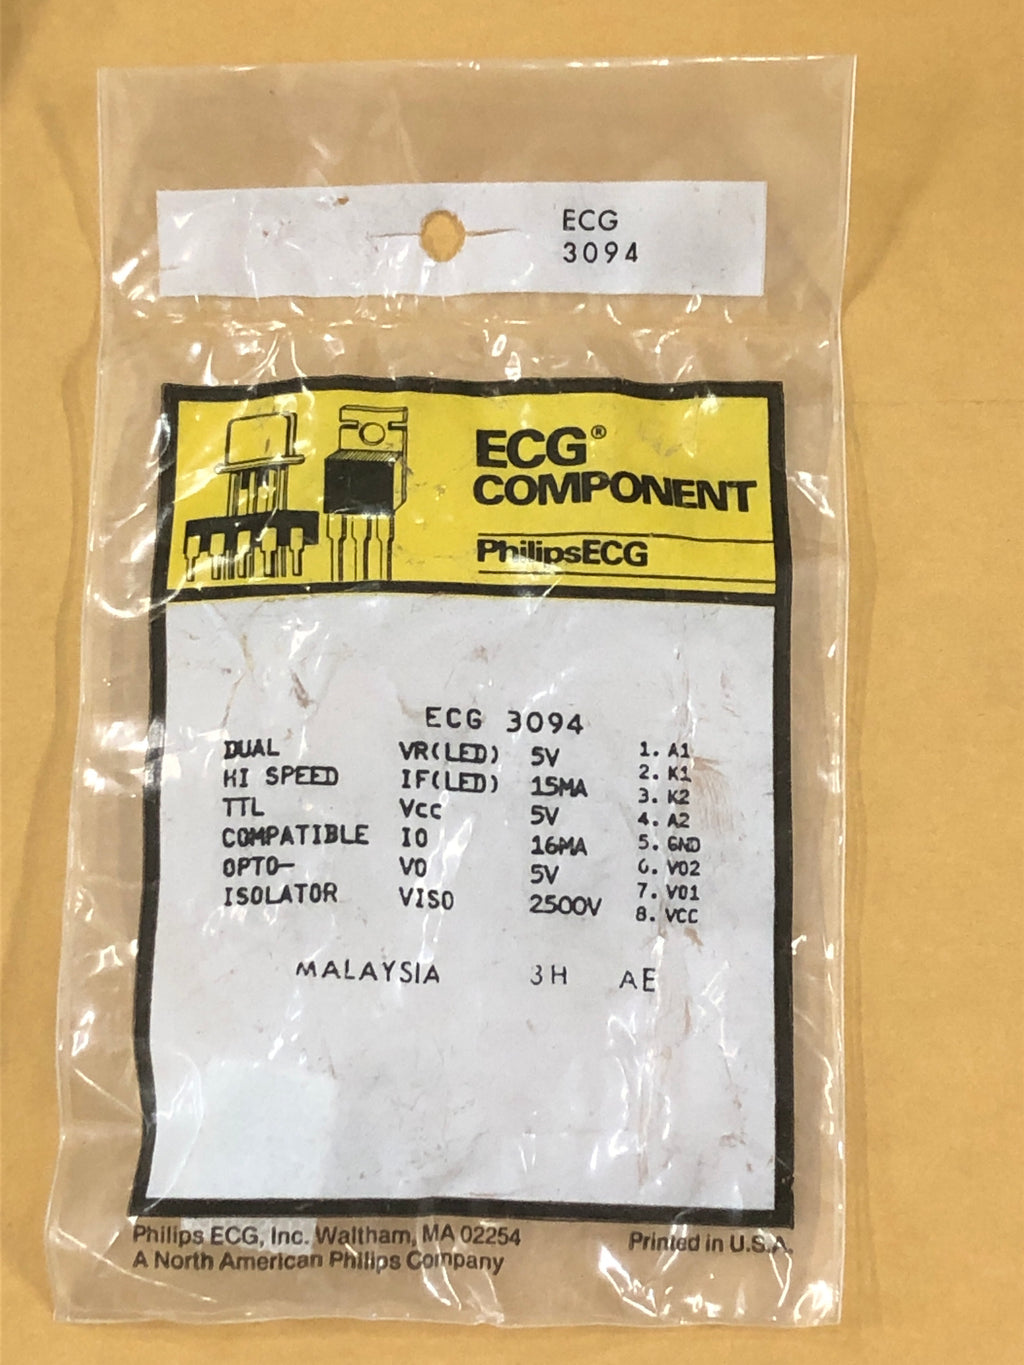 ECG
3094
ECG®
COMPONENT
PhilipsECG
ECG 3094
DUAL VR(LED) 5V 1. A1
HI SPEED IF(LED) 15MA 2. K1
TTL Vcc 5V 3. K2
COMPATIBLE IO 16MA 4. A2
OPTO- VO 5V 5. GND
ISOLATOR VISO 2500V 6. VO2
7. VO1
8. VCC
MALAYSIA 3H AE
Philips ECG, Inc. Waltham, MA 02254 Printed in U.S.A.
A North American Philips Company